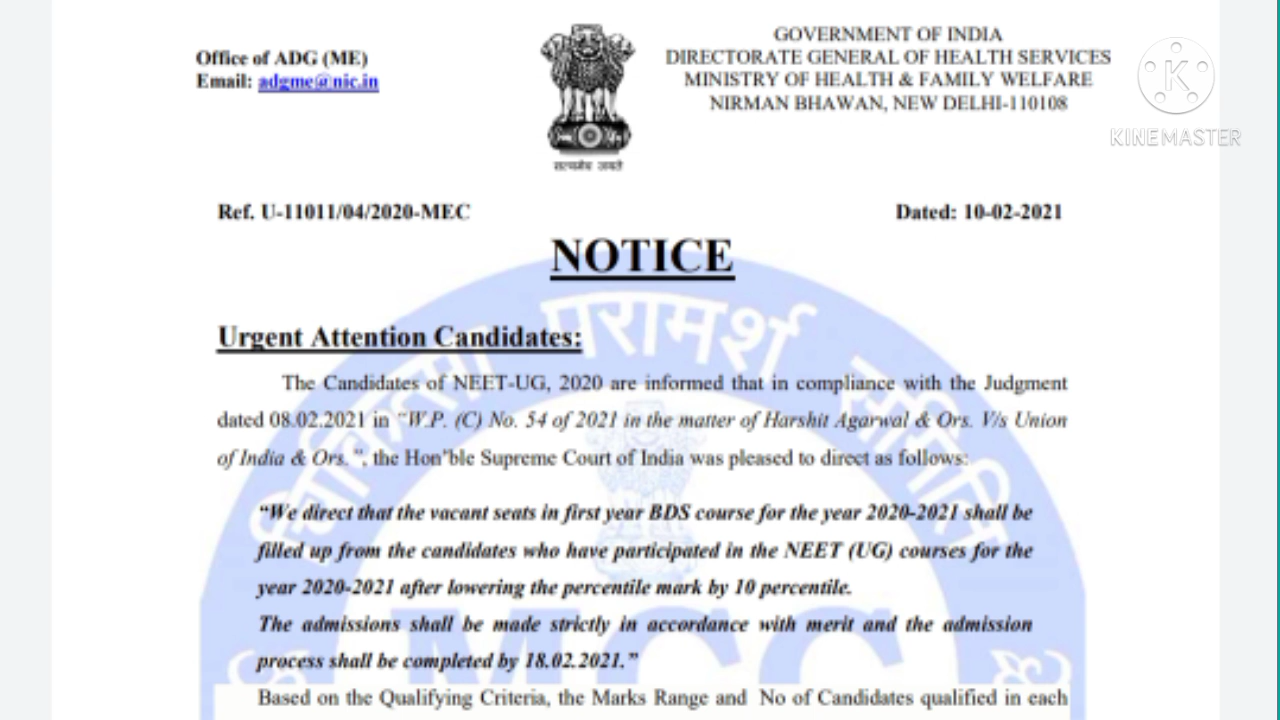 Office of ADG (ME)
Email: adgme@nic.in
सत्यमेव जयते
GOVERNMENT OF INDIA
DIRECTORATE GENERAL OF HEALTH SERVICES
MINISTRY OF HEALTH & FAMILY WELFARE
NIRMAN BHAWAN, NEW DELHI-110108
K
KINEMASTER
Ref. U-11011/04/2020-MEC
Dated: 10-02-2021
NOTICE
चिकित्सा परामर्श समिति
Urgent Attention Candidates:
The Candidates of NEET-UG, 2020 are informed that in compliance with the Judgment
dated 08.02.2021 in “W.P. (C) No. 54 of 2021 in the matter of Harshit Agarwal & Ors. V/s Union
of India & Ors.”, the Hon’ble Supreme Court of India was pleased to direct as follows:
“We direct that the vacant seats in first year BDS course for the year 2020-2021 shall be
filled up from the candidates who have participated in the NEET (UG) courses for the
year 2020-2021 after lowering the percentile mark by 10 percentile.
The admissions shall be made strictly in accordance with merit and the admission
process shall be completed by 18.02.2021.”
MCC
Based on the Qualifying Criteria, the Marks Range and No of Candidates qualified in each